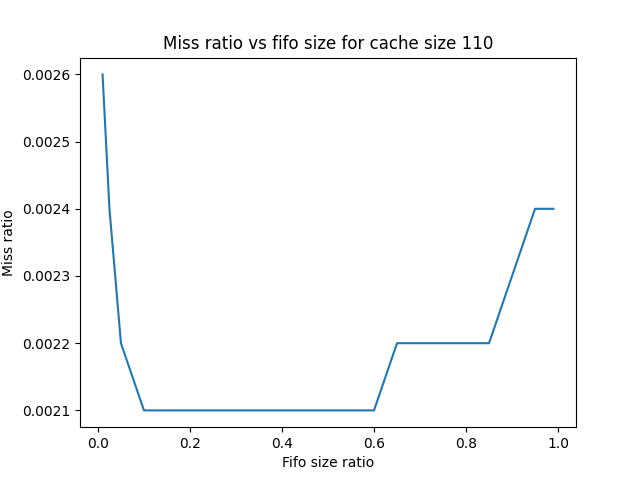 Miss ratio vs fifo size for cache size 110
0.0026
0.0025
0.0024
0.0023
0.0022
0.0021
Miss ratio
0.0 0.2 0.4 0.6 0.8 1.0
Fifo size ratio